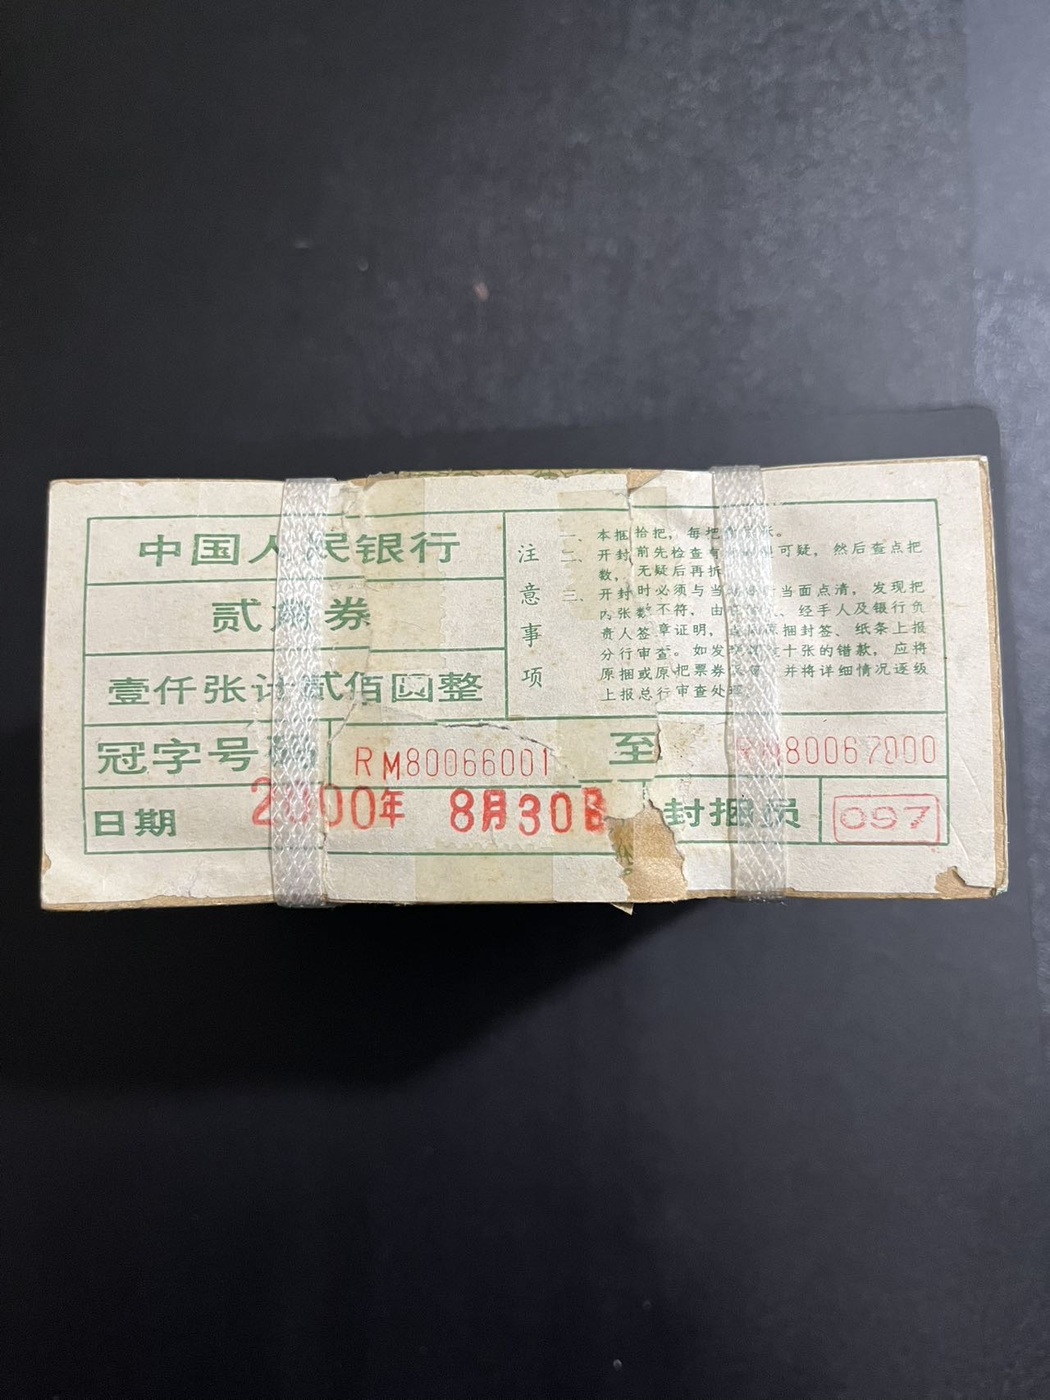 中国人民银行
贰角券
壹仟张计贰佰圆整
注意事项
一、本捆拾把，每把
二、开封前先检查 可疑，然后查点把
数，无疑后再拆
三、开封时必须与 当面点清，发现把
内张数不符，由 、经手人及银行负
责人签章证明， 原捆封签、纸条上报
分行审查。如发 十张的错款，应将
原捆或原把票券 并将详细情况逐级
上报总行审查处
冠字号 RM80066001 至 RM80067000
日期 2000年 8月30日 封捆员 097